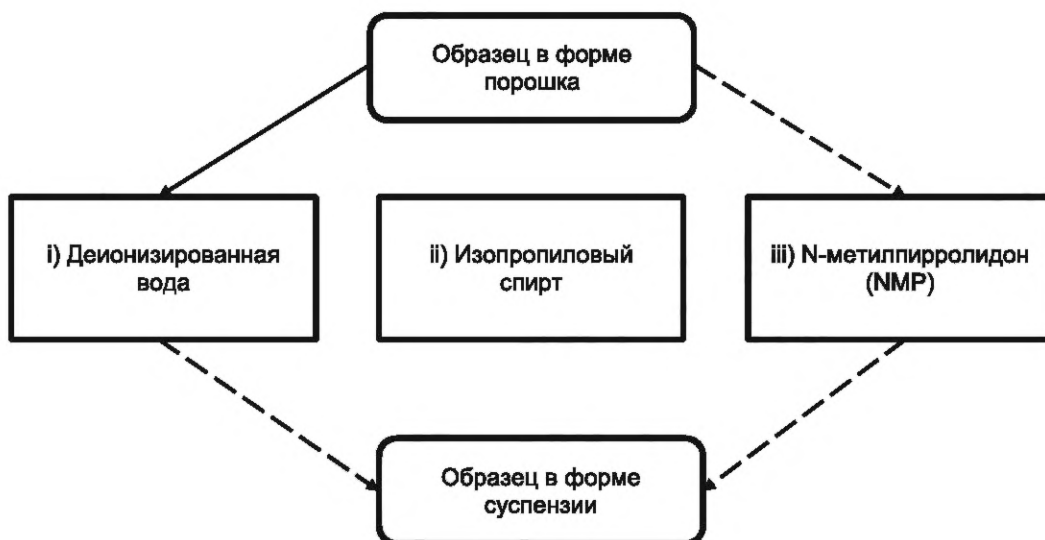 Образец в форме
порошка
i) Деионизированная
вода
ii) Изопропиловый
спирт
iii) N-метилпирролидон
(NMP)
Образец в форме
суспензии